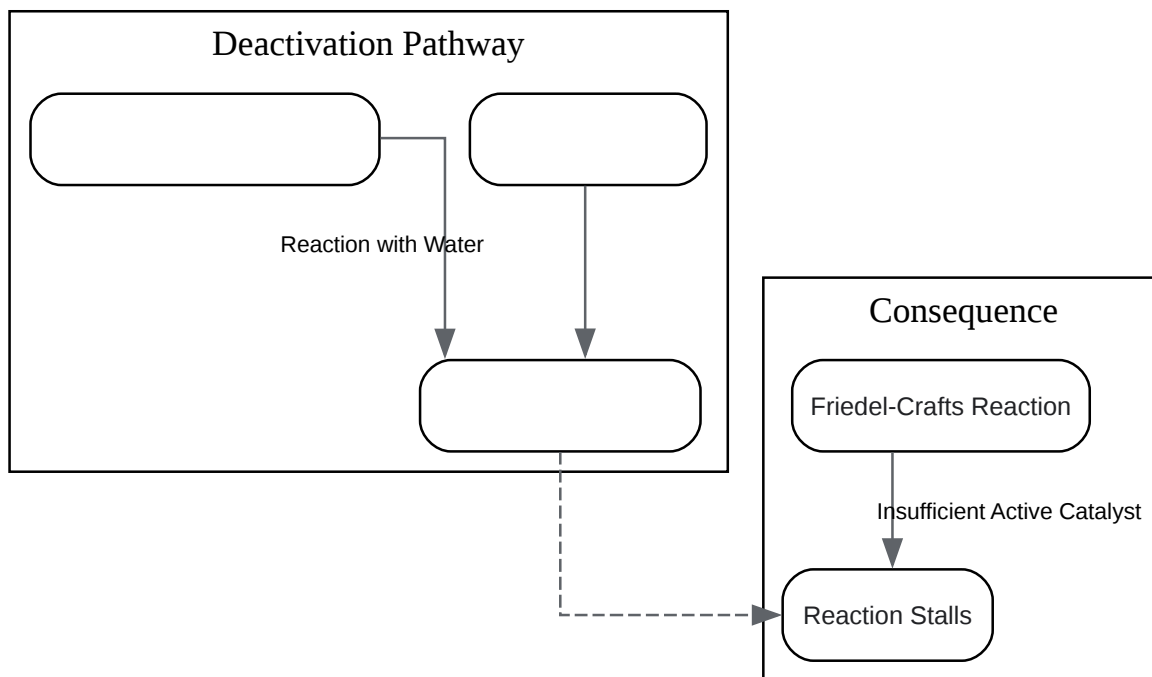 Deactivation Pathway
Reaction with Water
Consequence
Friedel-Crafts Reaction
Insufficient Active Catalyst
Reaction Stalls